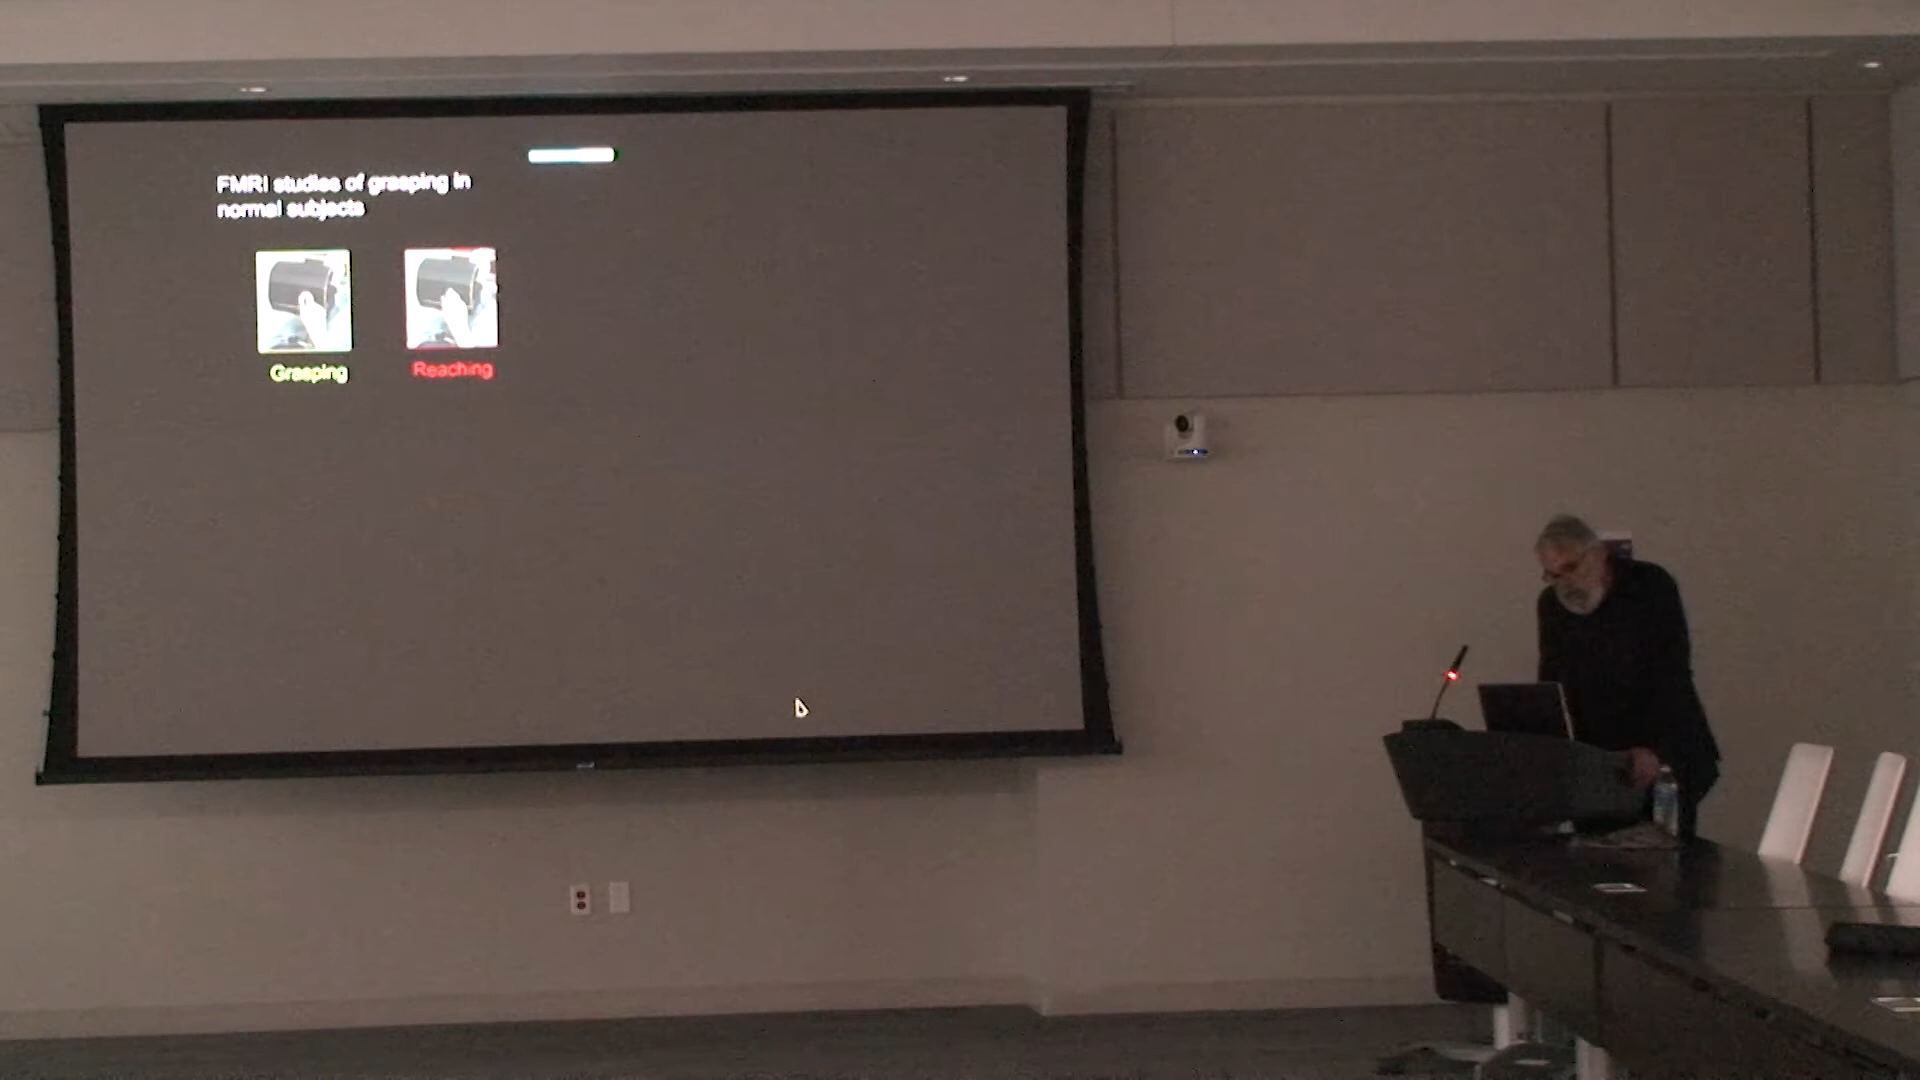 FMRI studies of grasping in
normal subjects
Grasping
Reaching